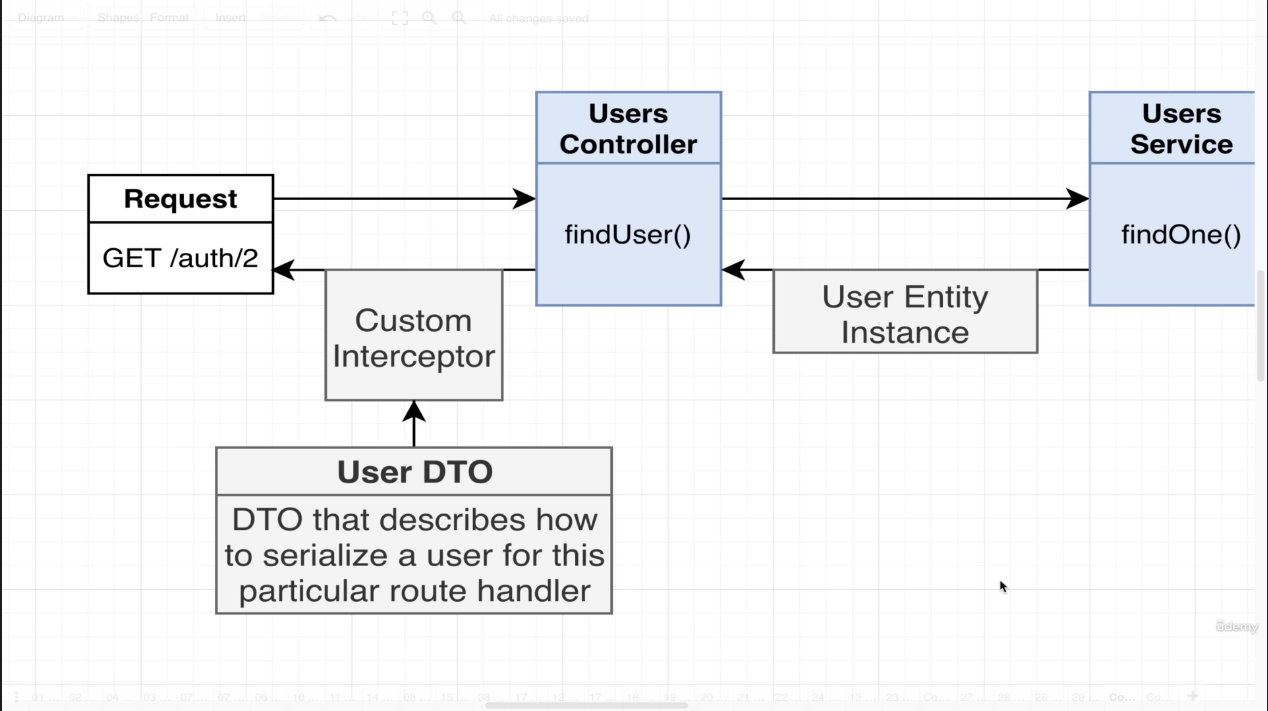 Diagram Shapes Format Insert Delete All changes saved
Users
Controller
Users
Service
Request
GET /auth/2
findUser()
findOne()
Custom
Interceptor
User Entity
Instance
User DTO
DTO that describes how
to serialize a user for this
particular route handler
ûdemy